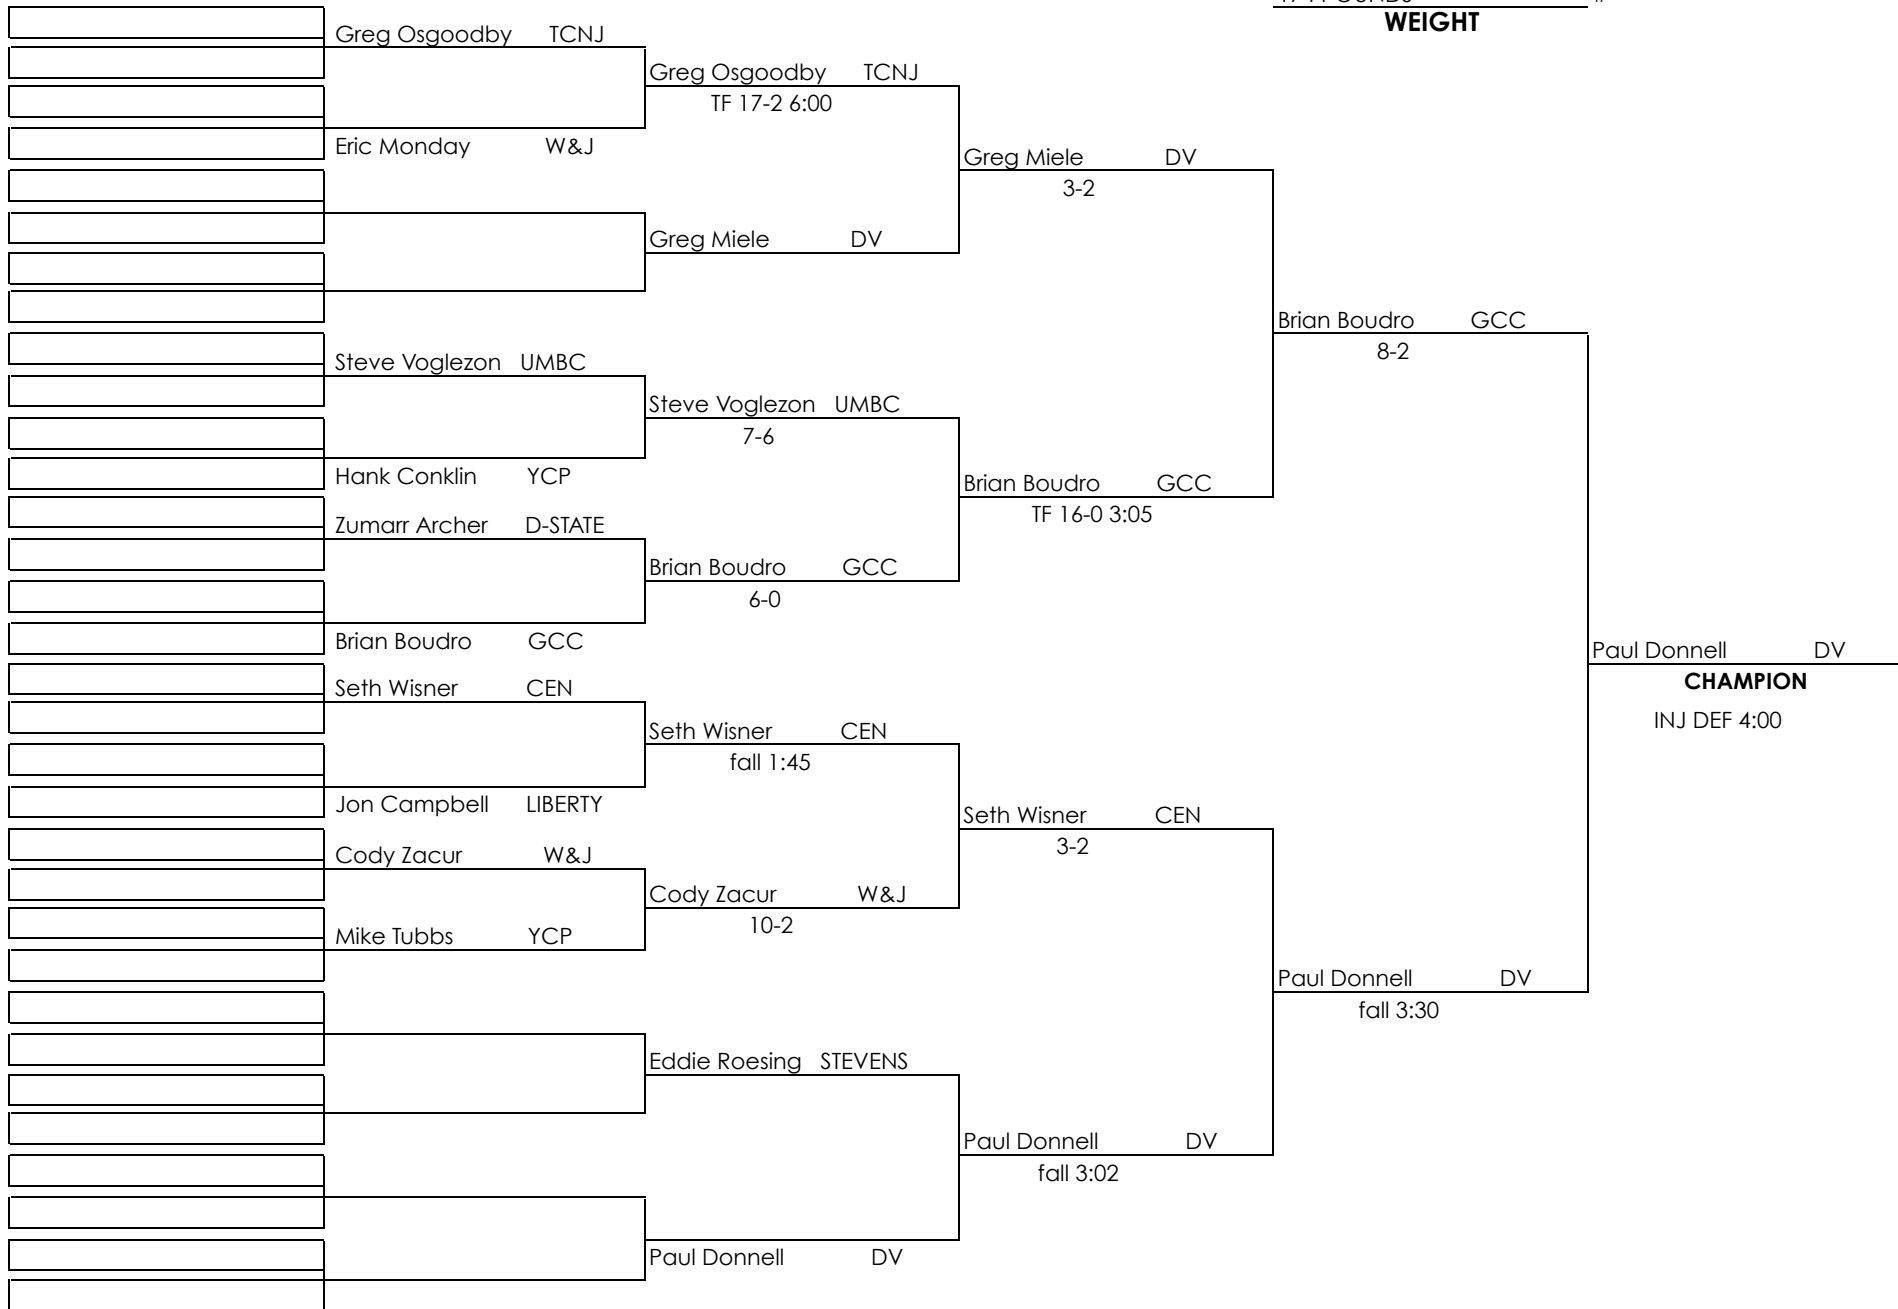 WEIGHT
Greg Osgoodby TCNJ
Greg Osgoodby TCNJ
TF 17-2 6:00
Eric Monday W&J
Greg Miele DV
3-2
Greg Miele DV
Brian Boudro GCC
8-2
Steve Voglezon UMBC
Steve Voglezon UMBC
7-6
Hank Conklin YCP
Brian Boudro GCC
TF 16-0 3:05
Zumarr Archer D-STATE
Brian Boudro GCC
6-0
Brian Boudro GCC
Paul Donnell DV
CHAMPION
INJ DEF 4:00
Seth Wisner CEN
Seth Wisner CEN
fall 1:45
Jon Campbell LIBERTY
Seth Wisner CEN
3-2
Cody Zacur W&J
Cody Zacur W&J
10-2
Mike Tubbs YCP
Paul Donnell DV
fall 3:30
Eddie Roesing STEVENS
Paul Donnell DV
fall 3:02
Paul Donnell DV